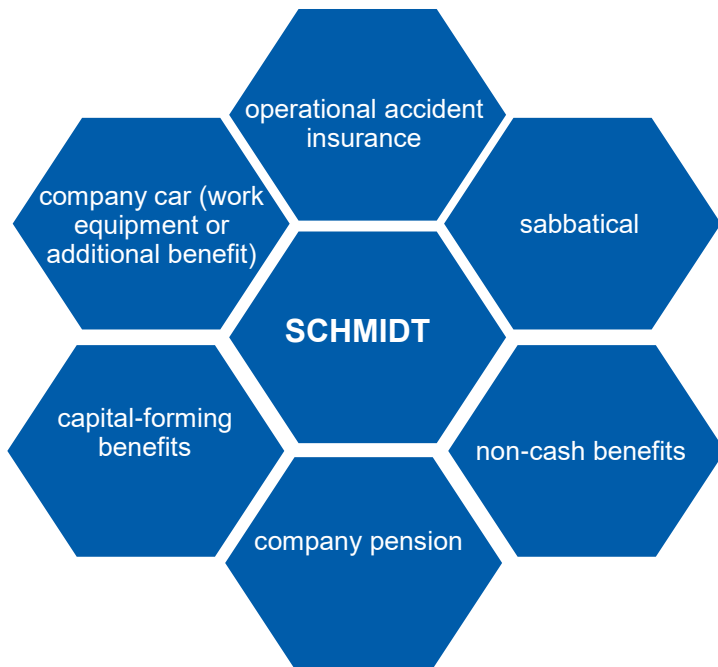 operational accident
insurance
company car (work
equipment or
additional benefit)
sabbatical
SCHMIDT
capital-forming
benefits
non-cash benefits
company pension